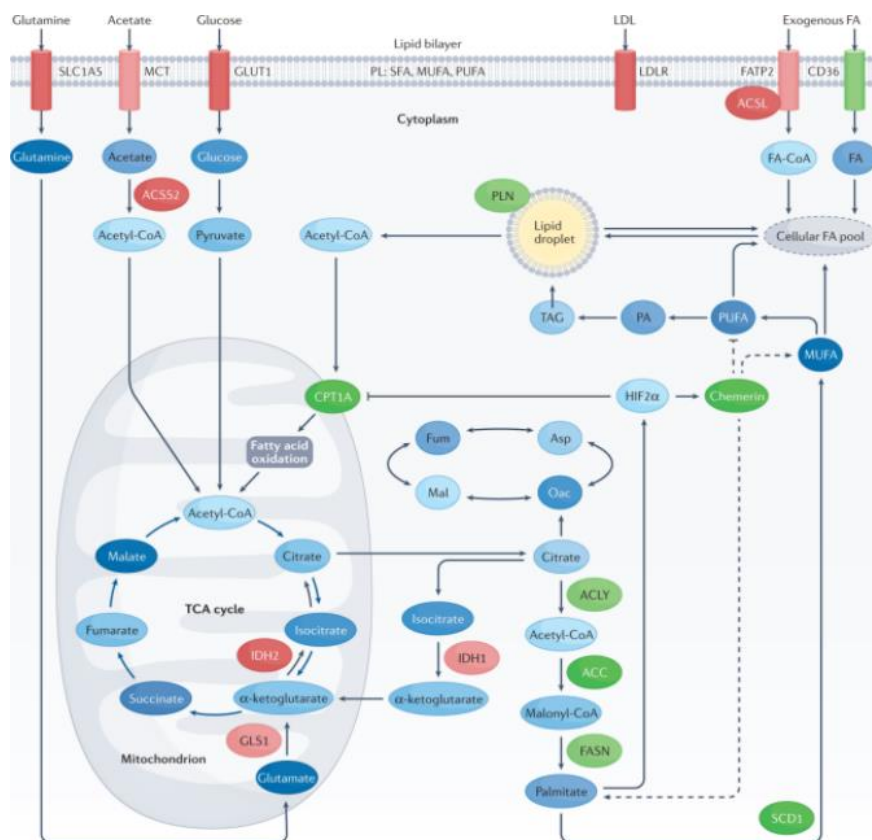 Glutamine
Acetate
Glucose
LDL
Exogenous FA
Lipid bilayer
SLC1A5
MCT
GLUT1
PL: SFA, MUFA, PUFA
LDLR
FATP2
CD36
ACSL
Cytoplasm
Glutamine
Acetate
Glucose
FA-CoA
FA
ACSS2
PLN
Acetyl-CoA
Pyruvate
Acetyl-CoA
Lipid droplet
Cellular FA pool
TAG
PA
PUFA
MUFA
CPT1A
HIF2α
Chemerin
Fatty acid
oxidation
Fum
Asp
Mal
Oac
Acetyl-CoA
Malate
Citrate
Citrate
TCA cycle
ACLY
Fumarate
Isocitrate
Isocitrate
Acetyl-CoA
IDH2
IDH1
ACC
Succinate
α-ketoglutarate
α-ketoglutarate
Malonyl-CoA
GLS1
FASN
Mitochondrion
Glutamate
Palmitate
SCD1